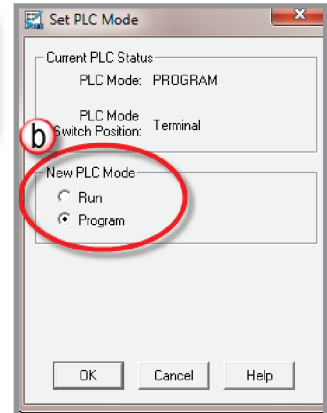 Set PLC Mode
Current PLC Status
PLC Mode: PROGRAM
PLC Mode
Switch Position: Terminal
b
New PLC Mode
Run
Program
OK Cancel Help